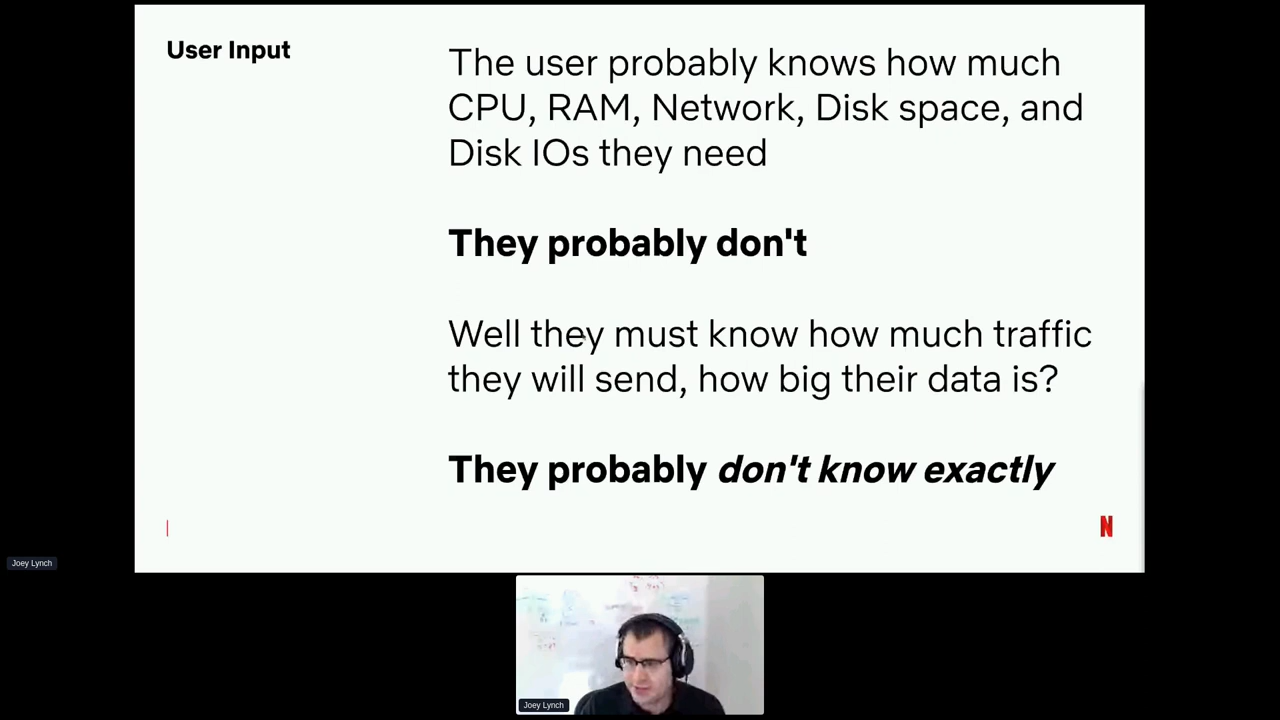 User Input
The user probably knows how much
CPU, RAM, Network, Disk space, and
Disk IOs they need
They probably don't
Well they must know how much traffic
they will send, how big their data is?
They probably don't know exactly
N
Joey Lynch
Joey Lynch